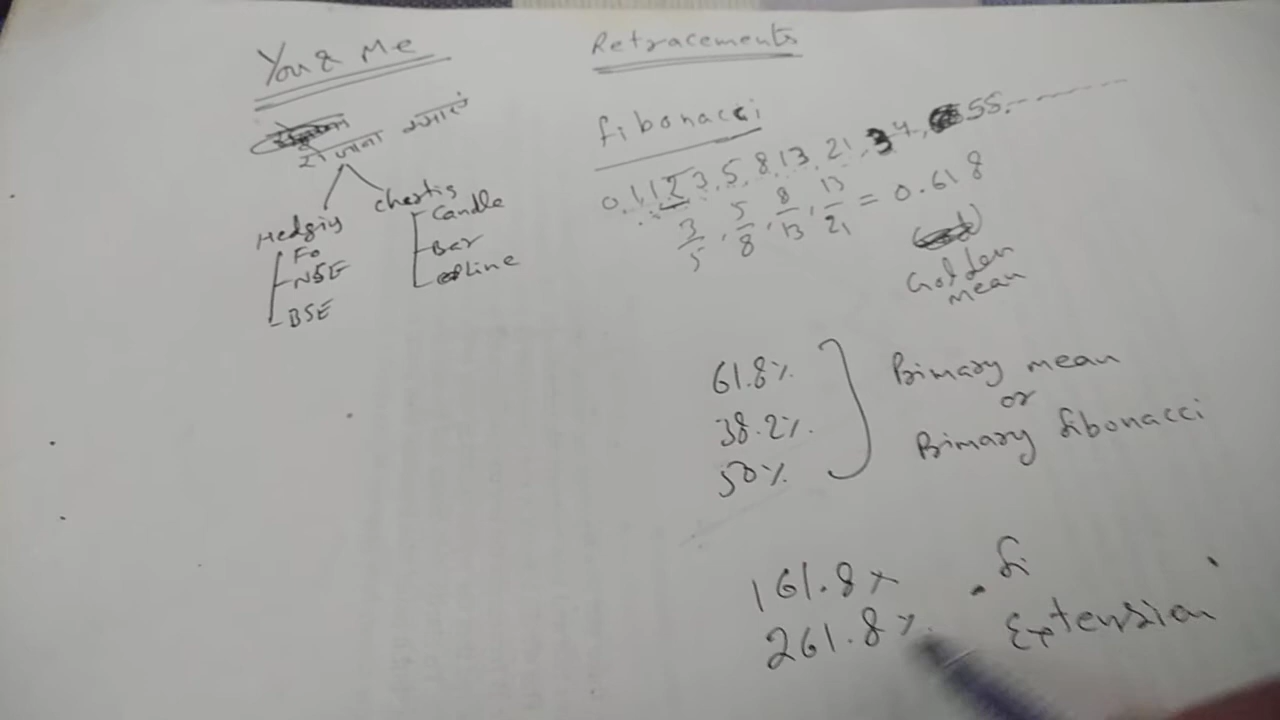 You & Me
रोजाना कमाएं
Hedging
Fo
NSE
BSE
Chartis
Candle
Bar
Line
Retracements
fibonacci
0,1,1,2,3,5,8,13,21,34,55,--------
3/5, 5/8, 8/13, 13/21 = 0.618
Golden
mean
61.8%
38.2%
50%
Primary mean
or
Primary fibonacci
161.8%
261.8%
fi
Extension